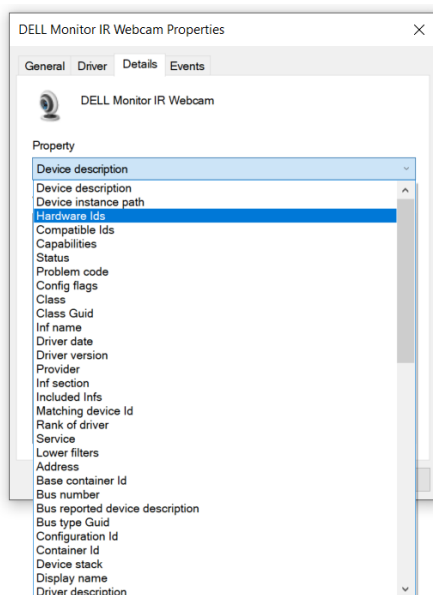 DELL Monitor IR Webcam Properties
General Driver Details Events
DELL Monitor IR Webcam
Property
Device description
Device description
Device instance path
Hardware Ids
Compatible Ids
Capabilities
Status
Problem code
Config flags
Class
Class Guid
Inf name
Driver date
Driver version
Provider
Inf section
Included Infs
Matching device Id
Rank of driver
Service
Lower filters
Address
Base container Id
Bus number
Bus reported device description
Bus type Guid
Configuration Id
Container Id
Device stack
Display name
Driver description